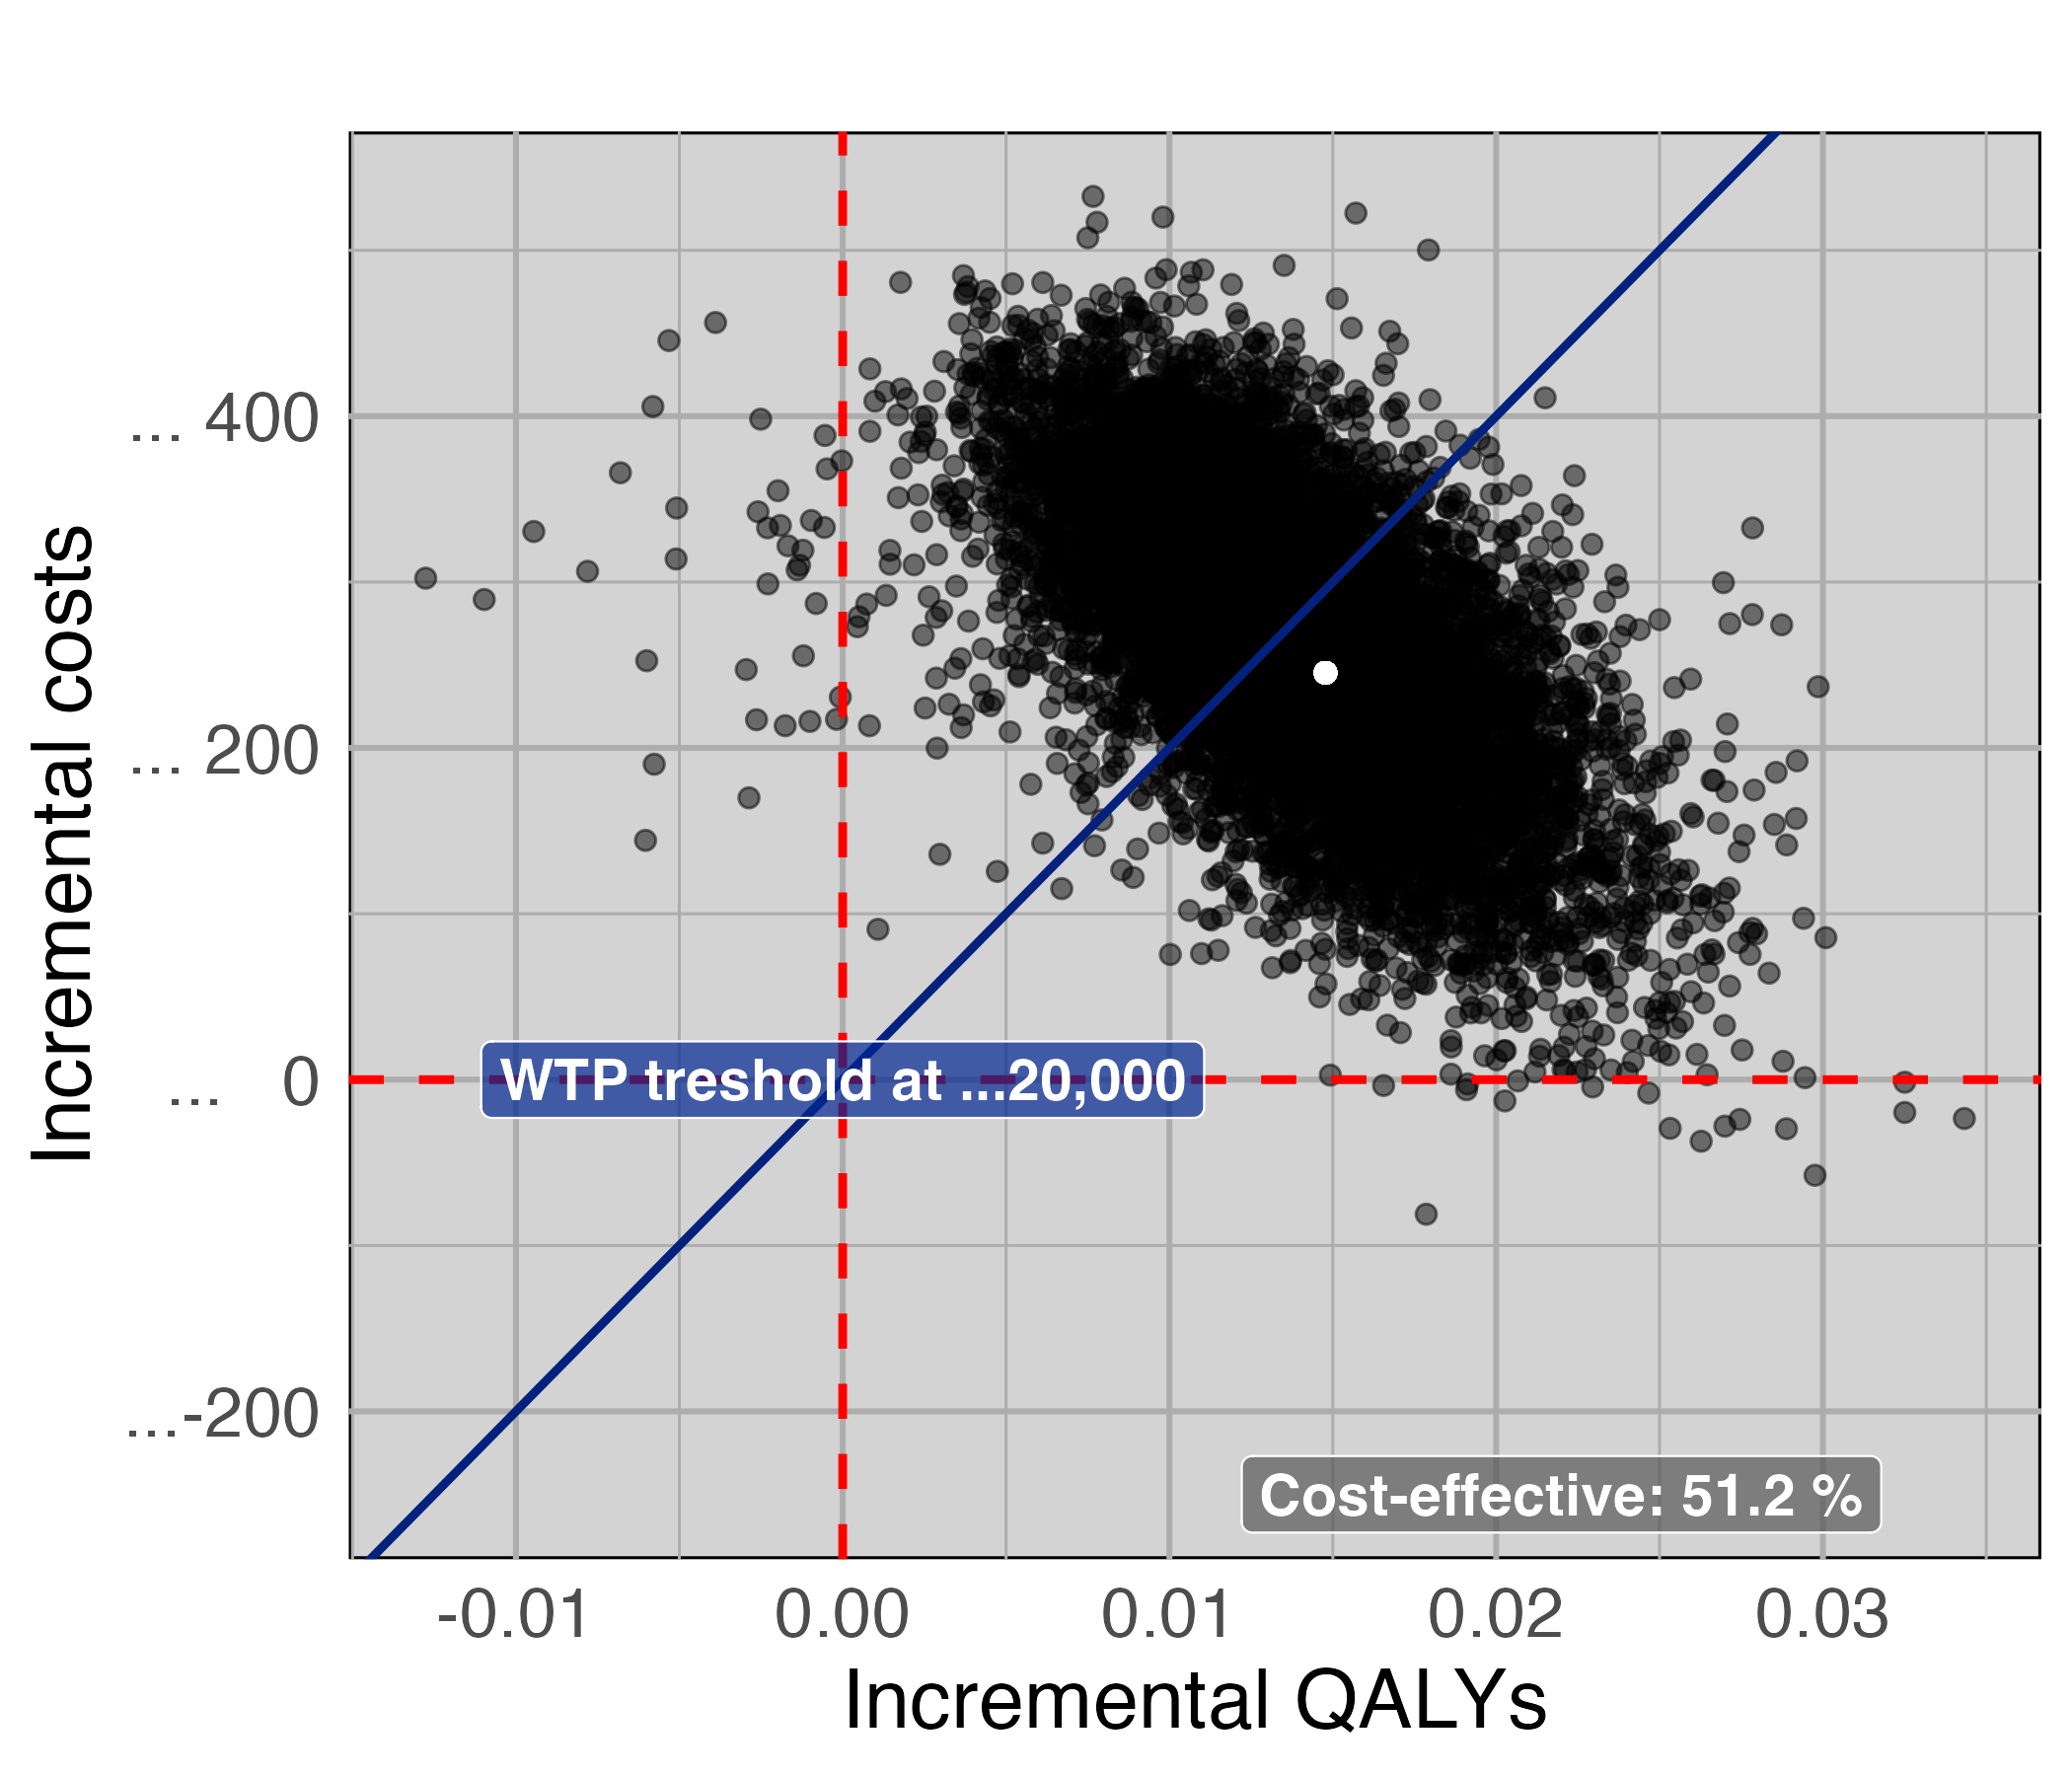 Incremental costs
... 400
... 200
... 0
...-200
WTP treshold at ...20,000
Cost-effective: 51.2 %
-0.01 0.00 0.01 0.02 0.03
Incremental QALYs